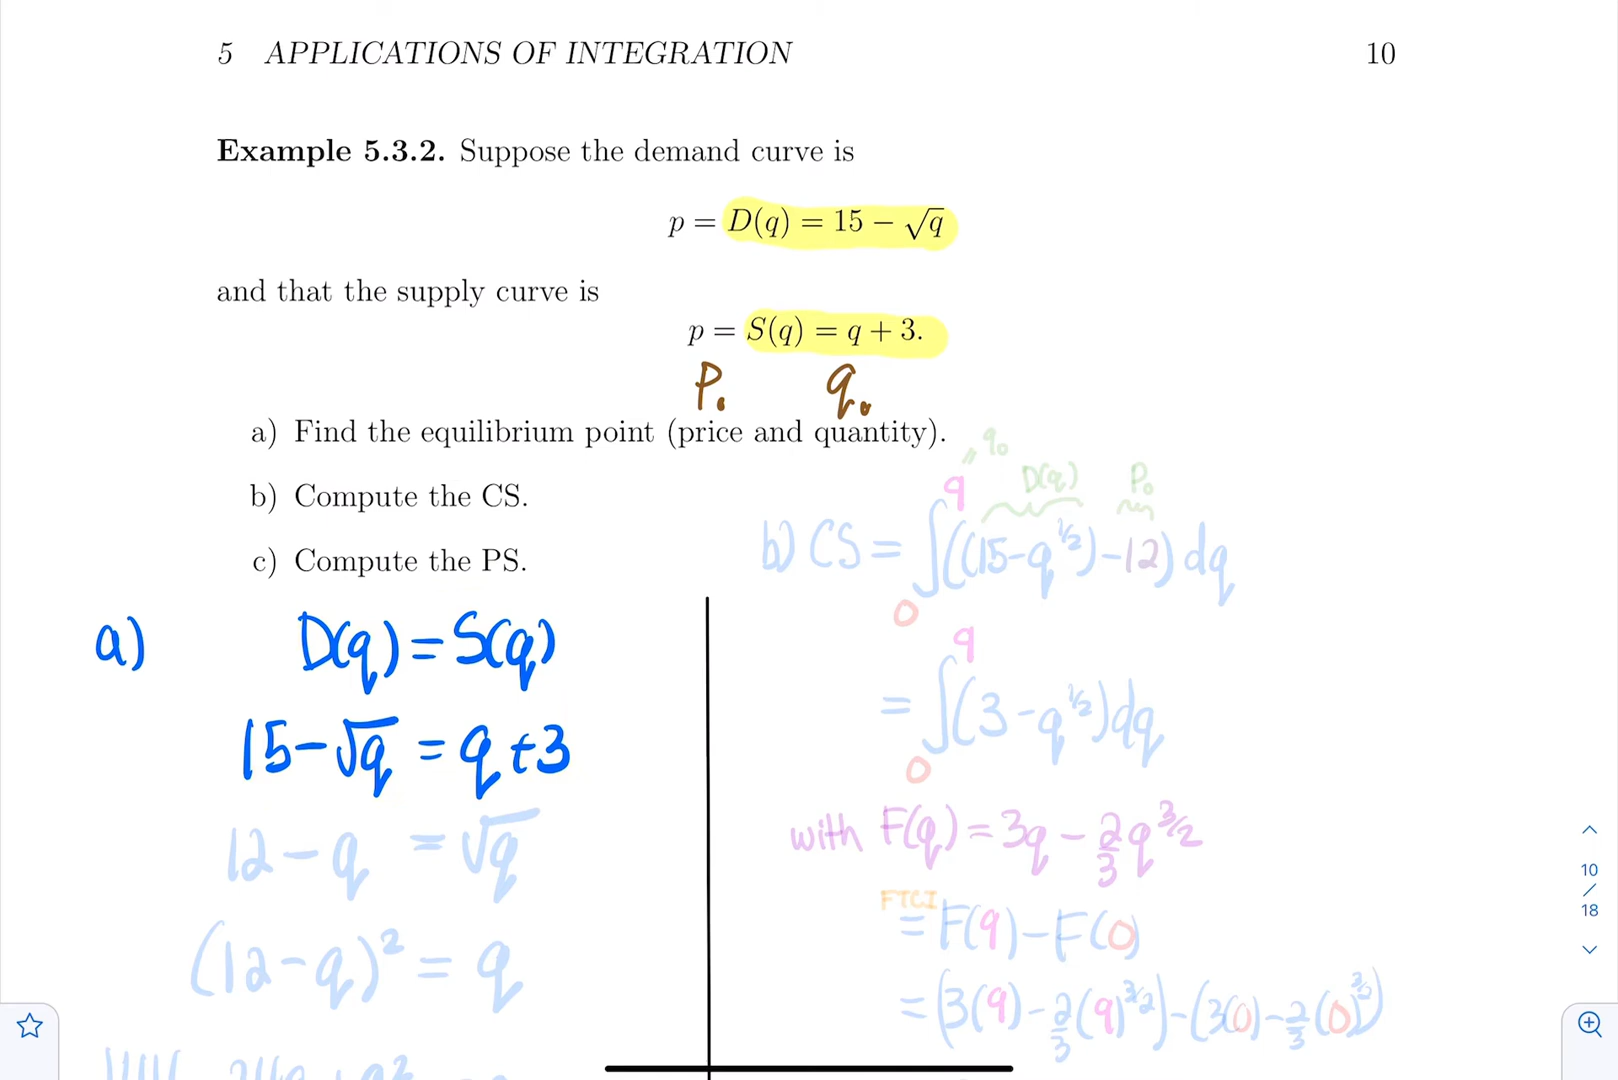 5 APPLICATIONS OF INTEGRATION 10
Example 5.3.2. Suppose the demand curve is
p = D(q) = 15 − √q
and that the supply curve is
p = S(q) = q + 3.
P₀ q₀
a) Find the equilibrium point (price and quantity).
b) Compute the CS.
c) Compute the PS.
a) D(q) = S(q)
15 − √q = q + 3
12 − q = √q
(12 − q)² = q
= q₀ D(q) P₀
b) CS = ∫₀⁹ ((15 − q^(1/2)) − 12) dq
= ∫₀⁹ (3 − q^(1/2)) dq
with F(q) = 3q − 2/3 q^(3/2)
FTCI
= F(9) − F(0)
= (3(9) − 2/3 (9)^(3/2)) − (3(0) − 2/3 (0)^(3/2))
10
/
18